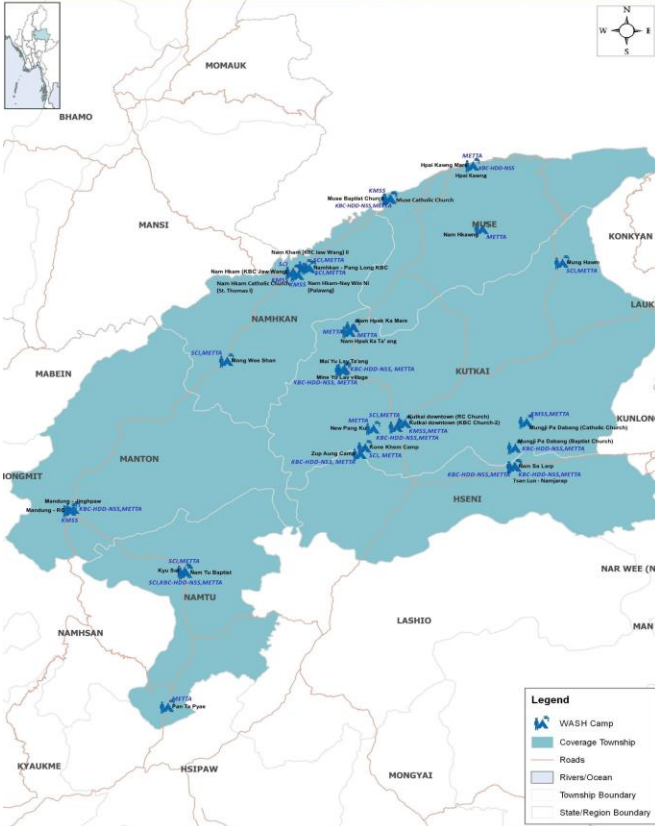 N
W E
S
MOMAUK
BHAMO
METTA
Hpai Kawng Mare
KBC-HDD-NSS
Hpai Kawng
KMSS
Muse Baptist Church
Muse Catholic Church
KBC-HDD-NSS,METTA
MUSE
Nam Hkawng
METTA
MANSI
KONKYAN
Mung Hawm
SCI,METTA
Nam Kham (KBC Jaw Wang) II
SCI
SCI,METTA
Nam Hkam (KBC Jaw Wang)
Namhkan - Pang Long KBC
SCI,METTA
KMSS
KMSS
Nam Hkam Catholic Church
(St. Thomas I)
Nam Hkam-Nay Win Ni
(Palawng)
LAUK
NAMHKAN
Nam Hpak Ka Mare
METTA
METTA
Nam Hpak Ka Ta' ang
SCI,METTA
Mong Wee Shan
Mai Yu Lay Ta'ang
KBC-HDD-NSS, METTA
Mine Yu Lay village
KBC-HDD-NSS, METTA
KUTKAI
MABEIN
SCI,METTA
Kutkai downtown (RC Church)
METTA
Kutkai downtown (KBC Church-2)
New Pang Ku
KMSS,METTA
KBC-HDD-NSS,METTA
KMSS,METTA
Mungji Pa Dabang (Catholic Church)
KUNLONG
Mungji Pa Dabang (Baptist Church)
KBC-HDD-NSS,METTA
Kone Khem Camp
Zup Aung Camp
SCI, METTA
KBC-HDD-NSS, METTA
MANTON
Nam Sa Larp
KBC-HDD-NSS,METTA
KBC-HDD-NSS,METTA
Tsan Lun - Namjarap
IONGMIT
HSENI
Mandung - Jinghpaw
KBC-HDD-NSS,METTA
Mandung - RC
KMSS
SCI,METTA
Nam Tu Baptist
SCI,KBC-HDD-NSS,METTA
NAMTU
NAR WEE (N
NAMHSAN
LASHIO
MAN
METTA
Pan Ta Pyae
KYAUKME
HSIPAW
MONGYAI
Legend
WASH Camp
Coverage Township
Roads
Rivers/Ocean
Township Boundary
State/Region Boundary